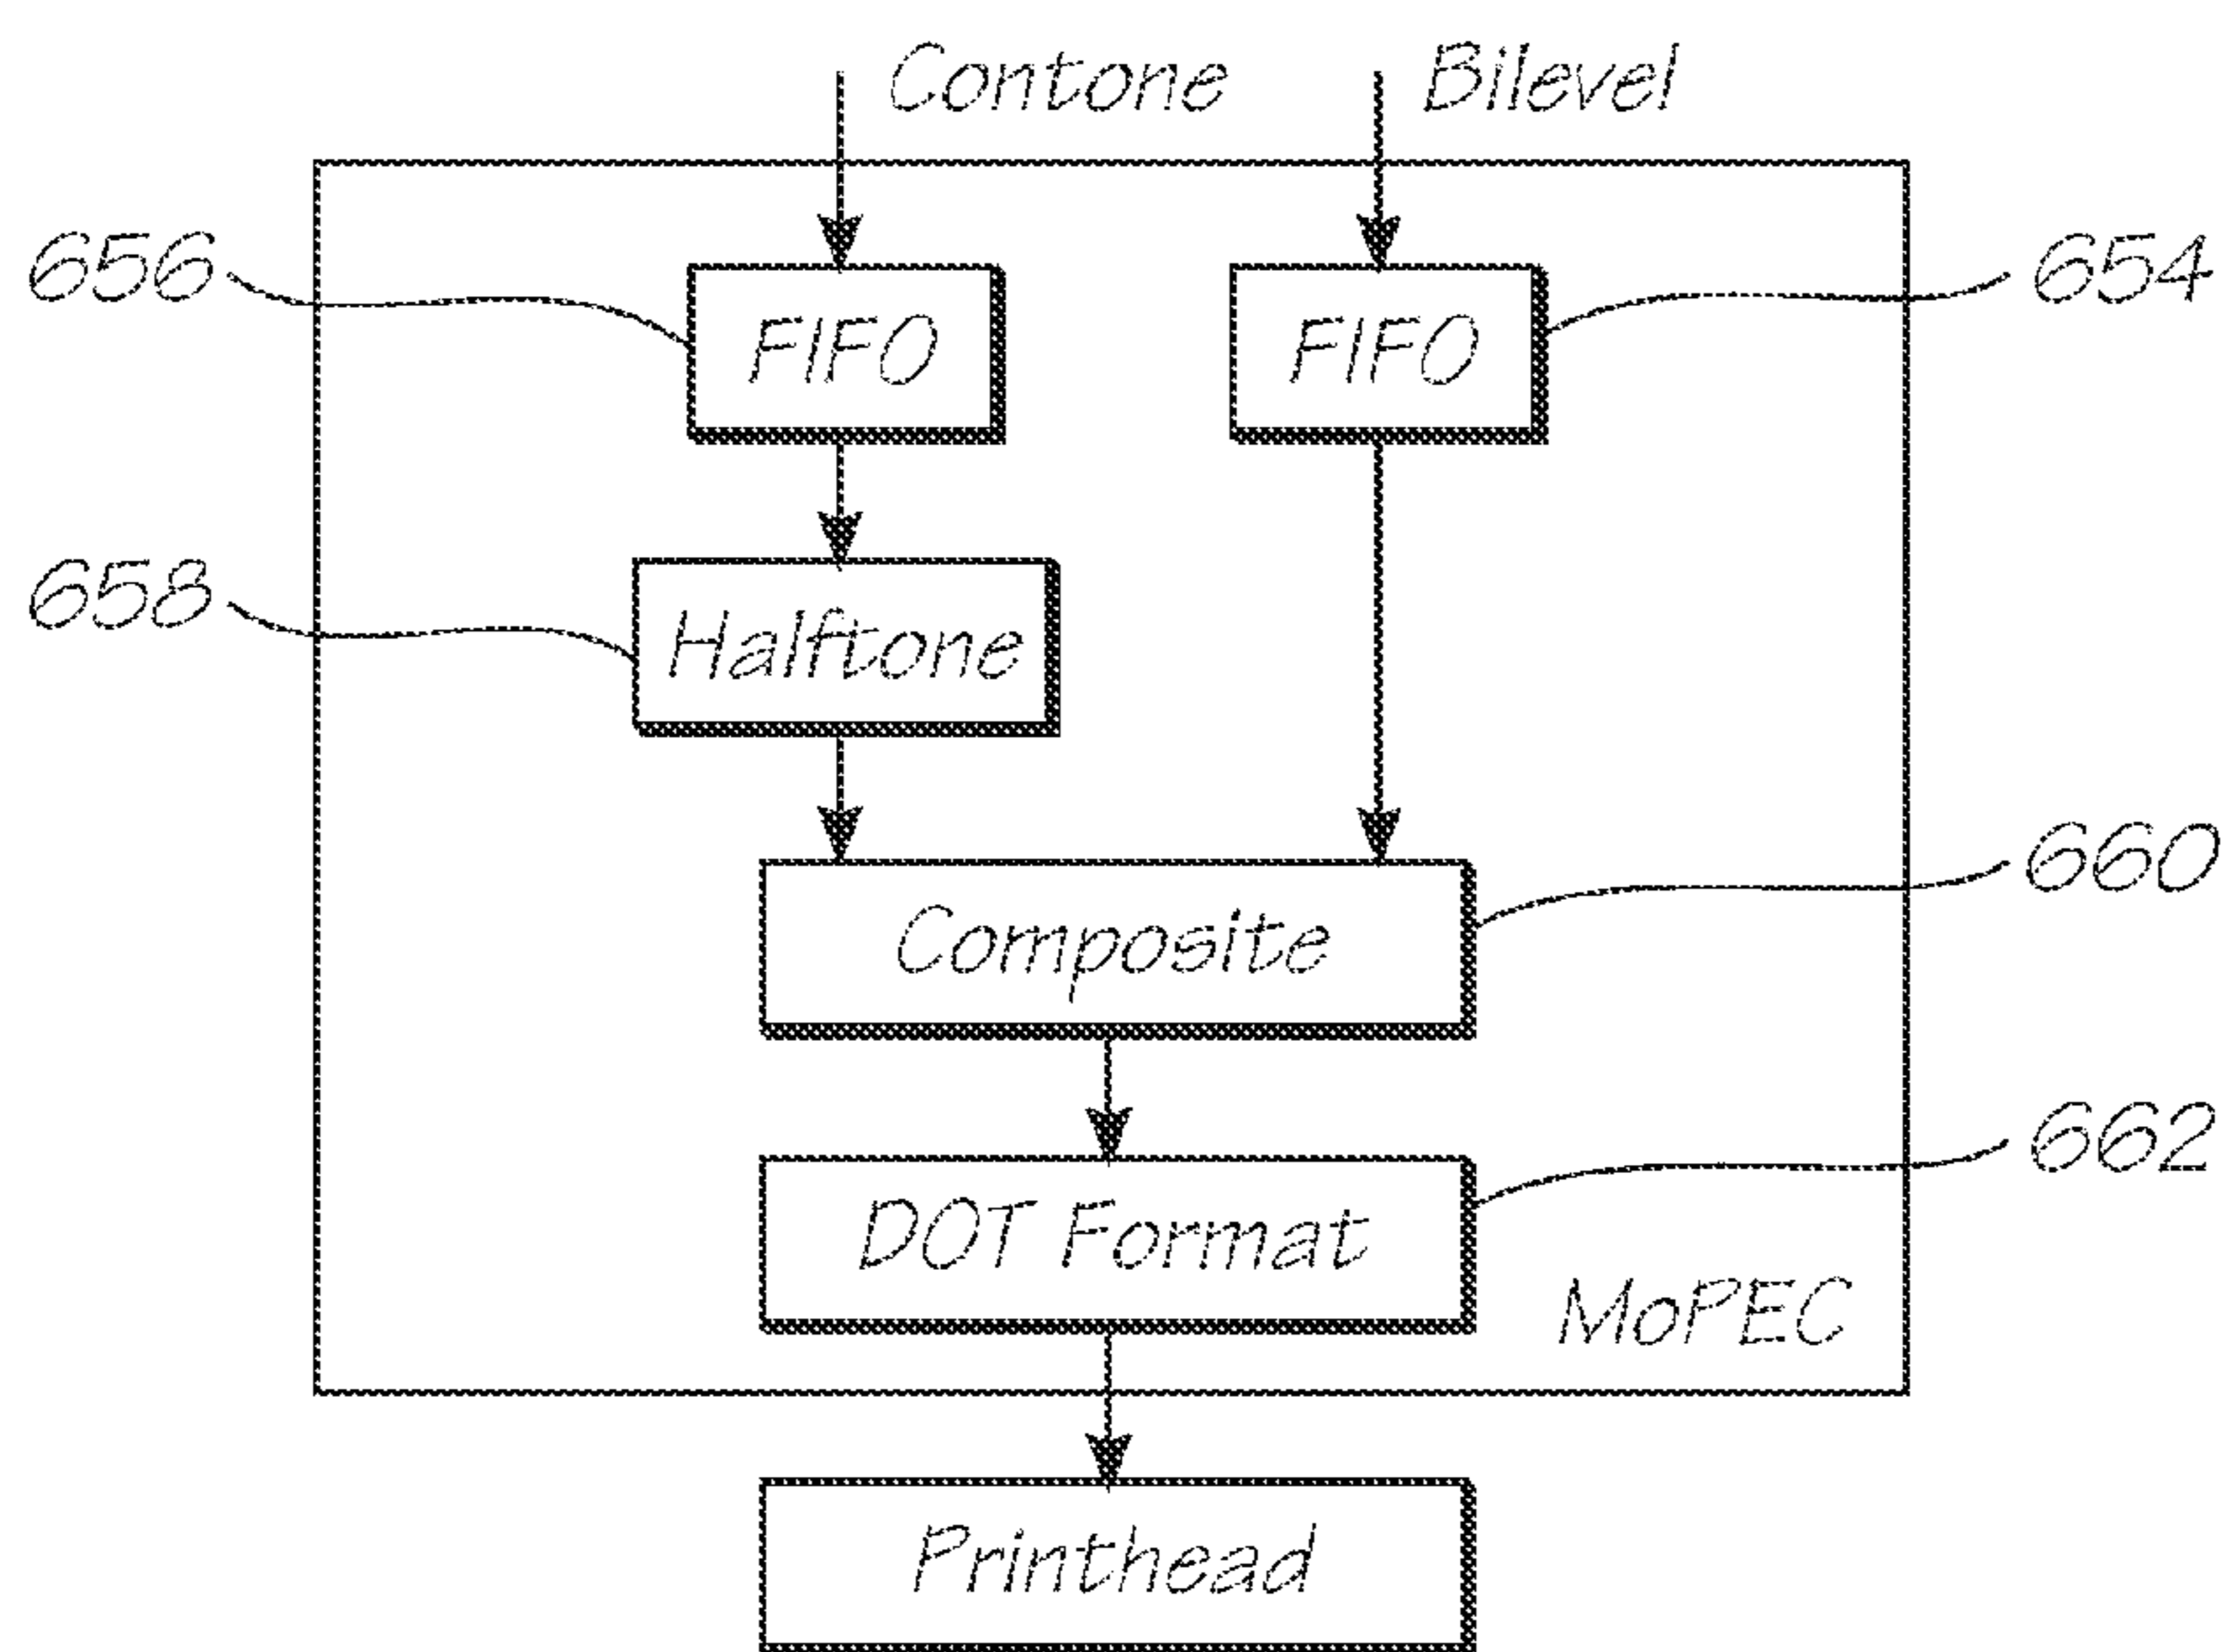 Contone Bilevel
656 654
FIFO FIFO
658
Halftone
660
Composite
662
DOT Format
MoPEC
Printhead